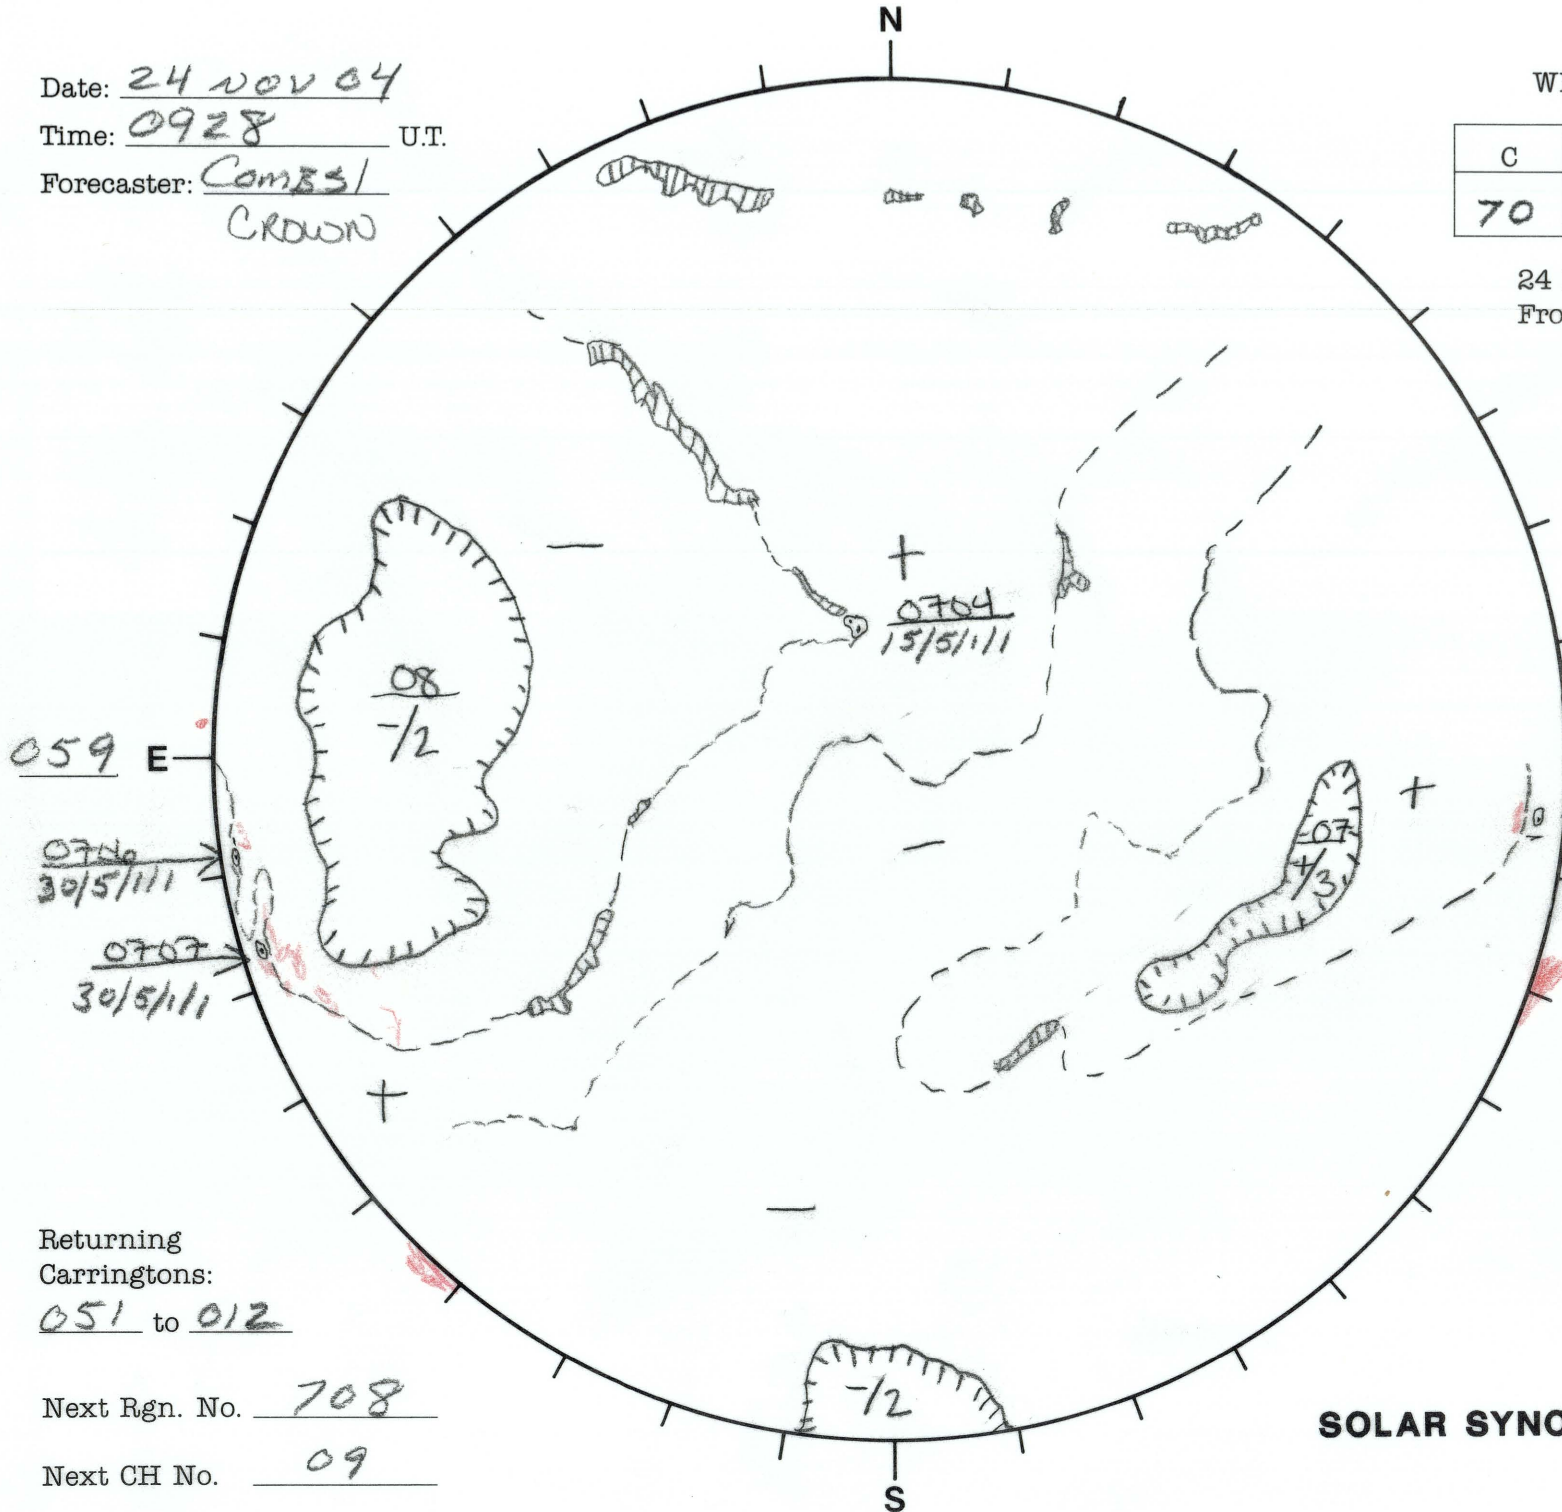 N
Date: 24 NOV 04
Time: 0928 U.T.
Forecaster: COMBS/
CROWN
C
70
24
Fro
+
0704
15/5/1/1
—
08
-/2
059 E
0706
30/5/1/1
0707
30/5/1/1
+
07
+/3
—
+
—
Returning
Carringtons:
051 to 012
Next Rgn. No. 708
Next CH No. 09
-/2
S
SOLAR SYNO